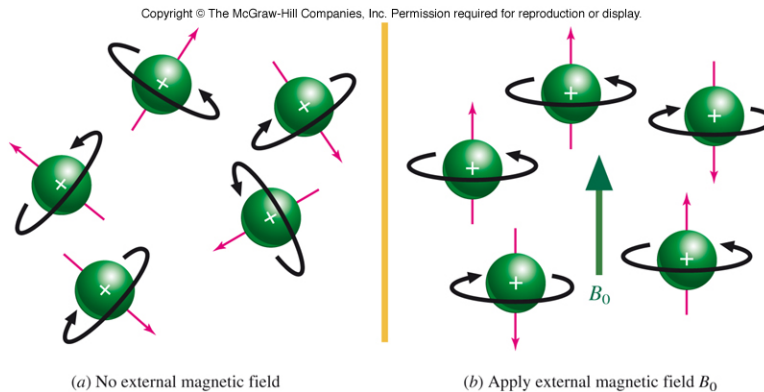 Copyright © The McGraw-Hill Companies, Inc. Permission required for reproduction or display.
+
+
+
+
+
+
+
+
+
+
B₀
(a) No external magnetic field
(b) Apply external magnetic field B₀